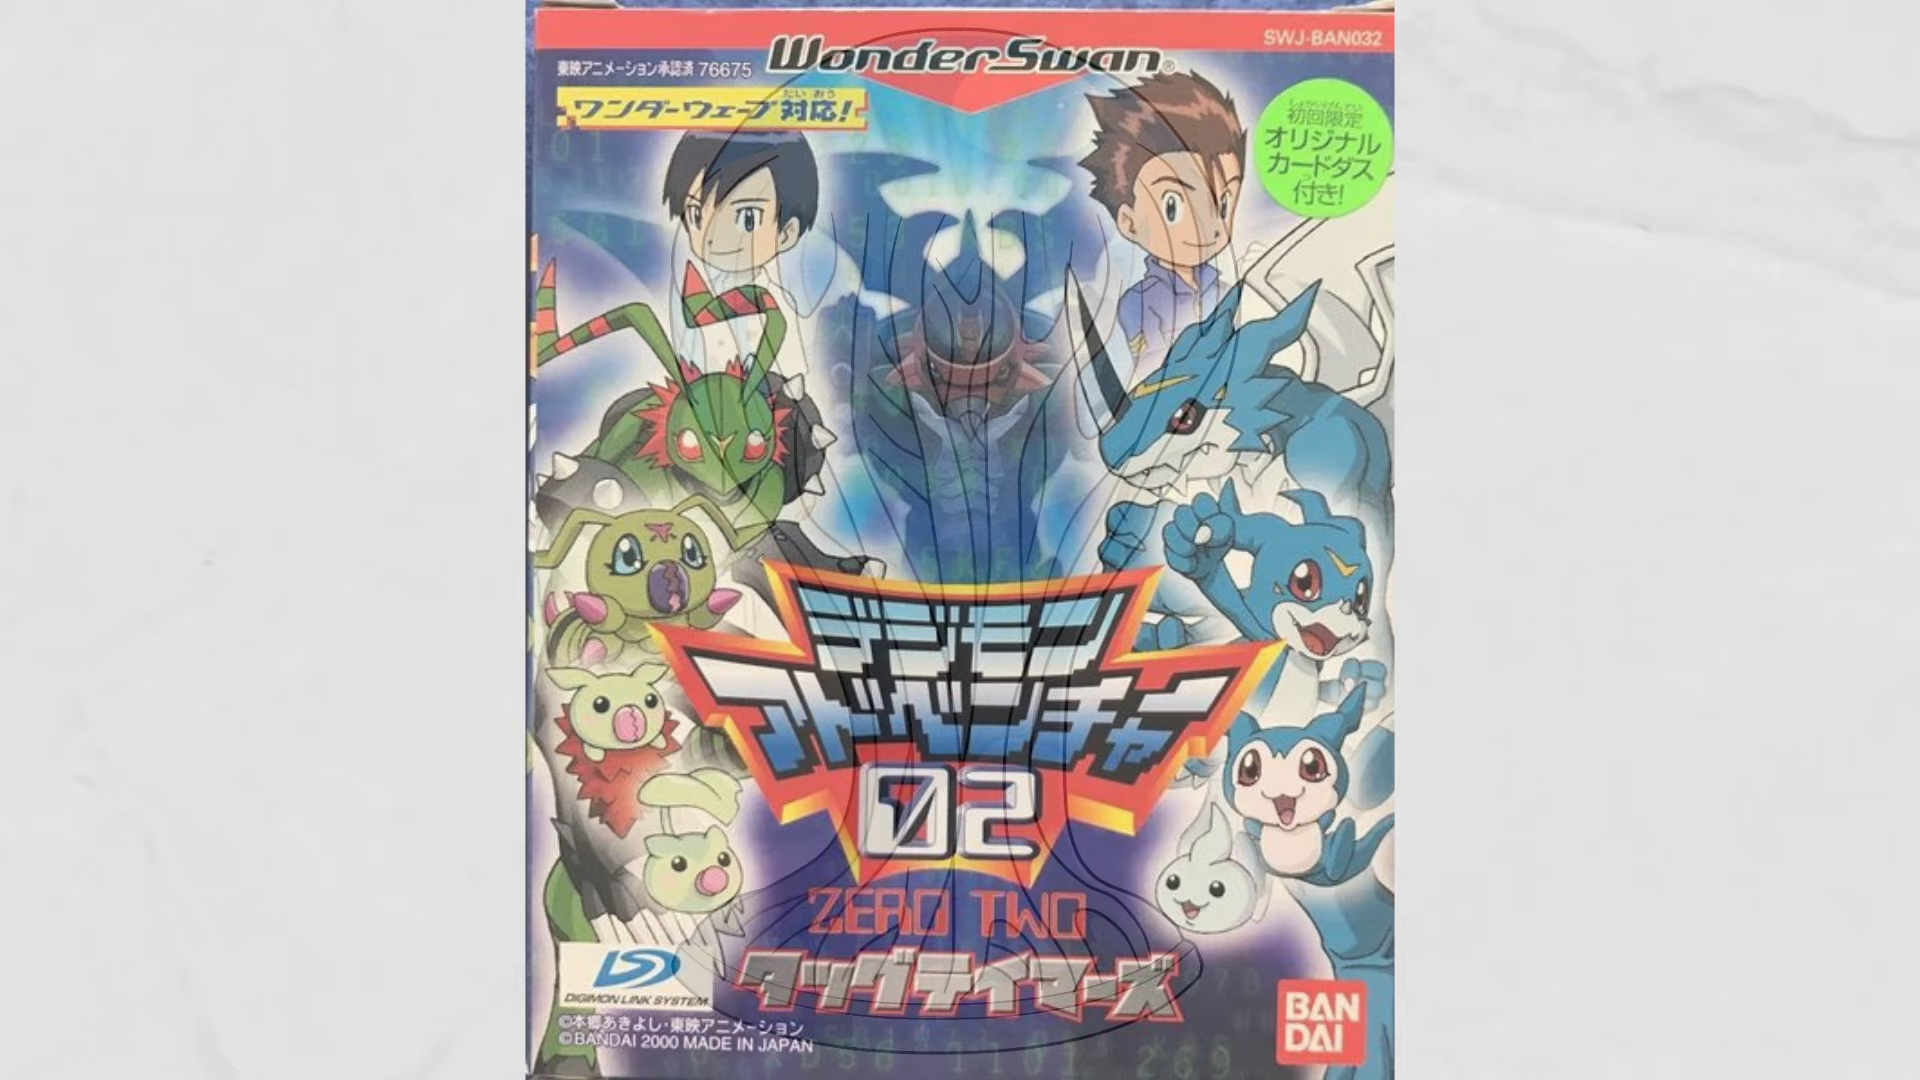 SWJ-BAN032
WonderSwan®
東映アニメーション承認済 76675
たいおう
ワンダーウェーブ対応!
しょかいげんてい
初回限定
オリジナル
カードダス
付き!
デジモン
アドベンチャー
02
ZERO TWO
タッグテイマーズ
DIGIMON LINK SYSTEM
©本郷あきよし・東映アニメーション
©BANDAI 2000 MADE IN JAPAN
BAN
DAI